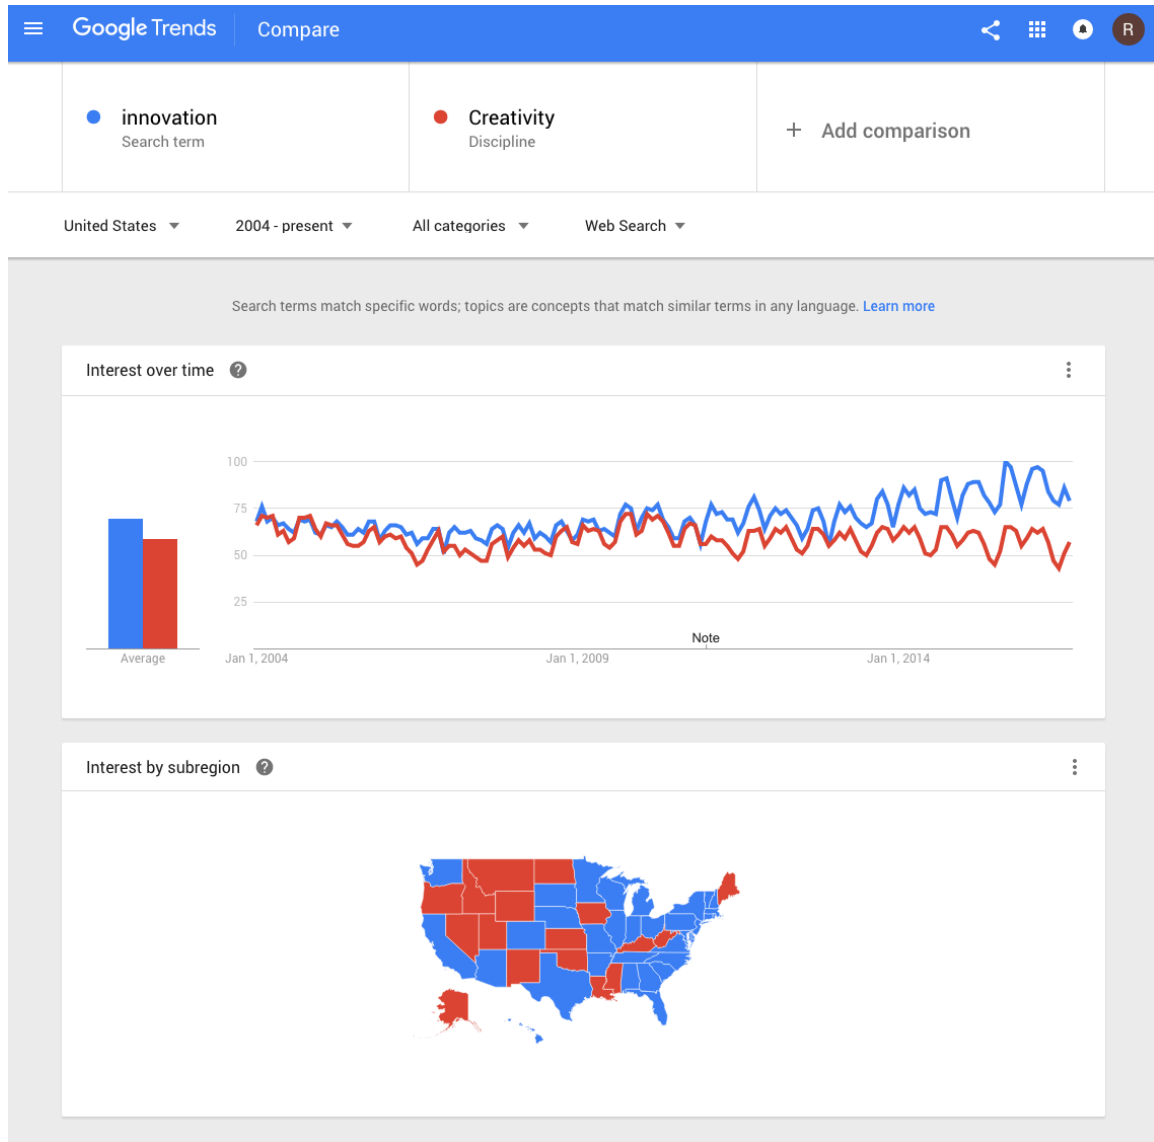 Google Trends Compare R
innovation
Search term
Creativity
Discipline
+ Add comparison
United States 2004 - present All categories Web Search
Search terms match specific words; topics are concepts that match similar terms in any language. Learn more
Interest over time ?
100
75
50
25
Note
Average Jan 1, 2004 Jan 1, 2009 Jan 1, 2014
Interest by subregion ?